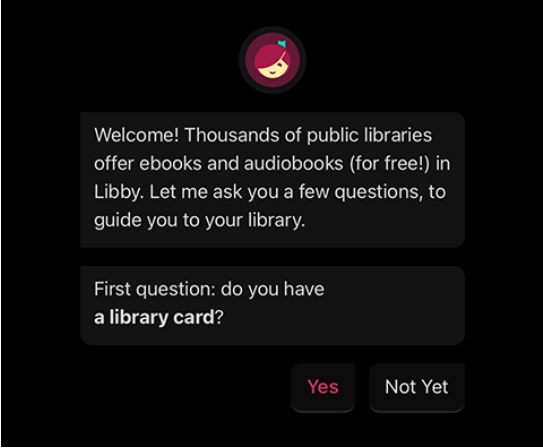 Welcome! Thousands of public libraries
offer ebooks and audiobooks (for free!) in
Libby. Let me ask you a few questions, to
guide you to your library.
First question: do you have
a library card?
Yes
Not Yet